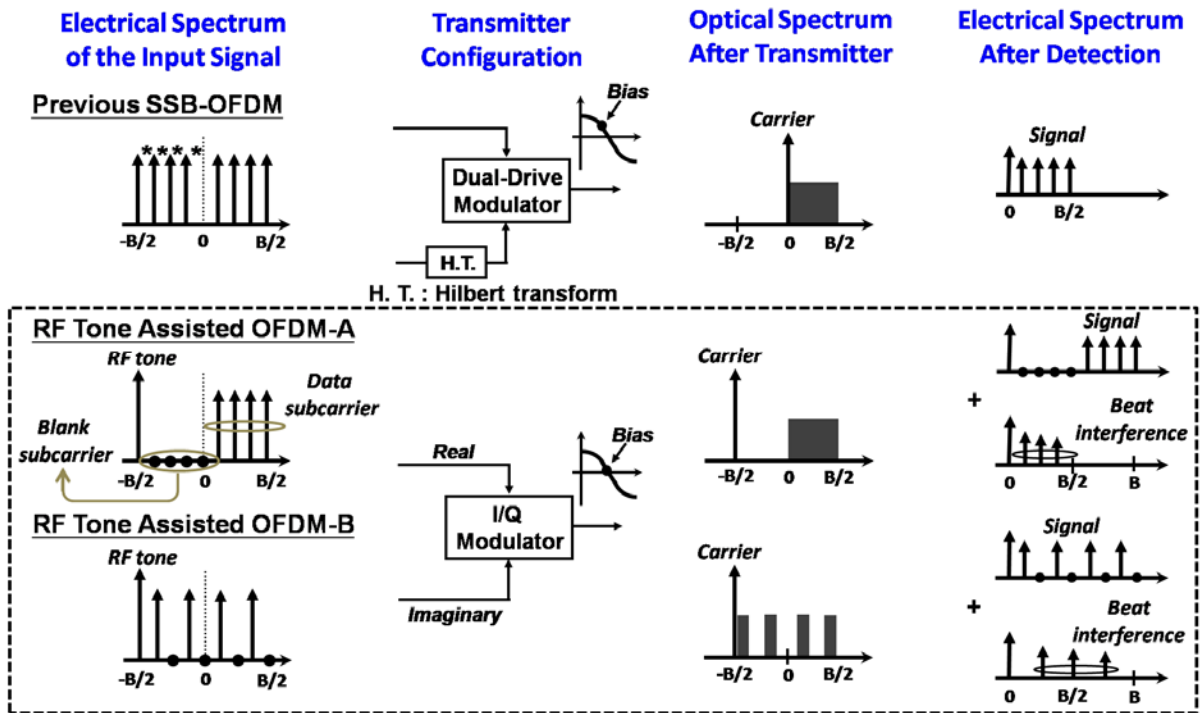 Electrical Spectrum
of the Input Signal
Transmitter
Configuration
Optical Spectrum
After Transmitter
Electrical Spectrum
After Detection
Previous SSB-OFDM
* * * *
-B/2 0 B/2
Bias
Dual-Drive
Modulator
H.T.
H. T. : Hilbert transform
Carrier
-B/2 0 B/2
Signal
0 B/2
RF Tone Assisted OFDM-A
RF tone
Data
subcarrier
Blank
subcarrier
-B/2 0 B/2
Real
Bias
I/Q
Modulator
Imaginary
Carrier
-B/2 0 B/2
Signal
+
Beat
interference
0 B/2 B
RF Tone Assisted OFDM-B
RF tone
-B/2 0 B/2
Carrier
-B/2 0 B/2
Signal
+
Beat
interference
0 B/2 B